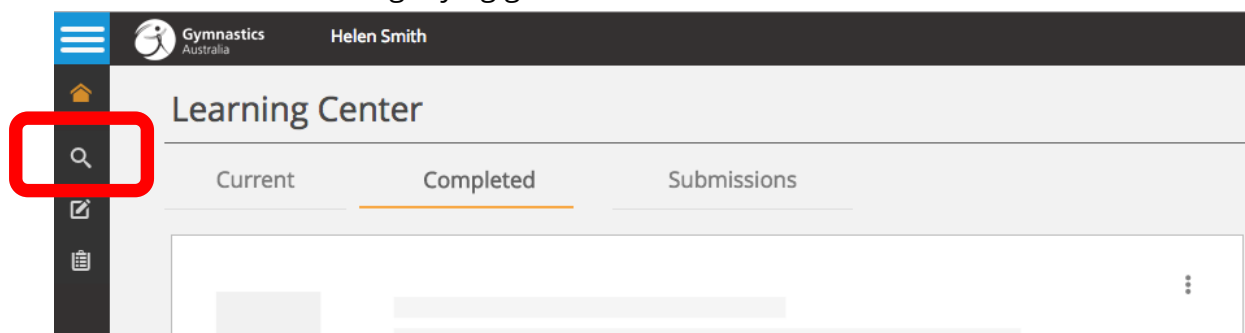 Gymnastics
Australia
Helen Smith
Learning Center
Current
Completed
Submissions